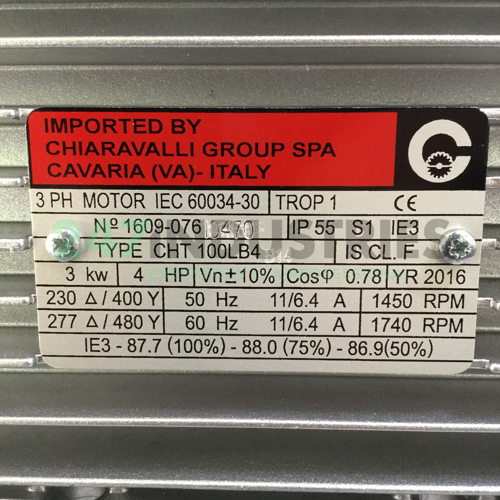 IMPORTED BY
CHIARAVALLI GROUP SPA
CAVARIA (VA)- ITALY
3 PH MOTOR IEC 60034-30 TROP 1 CE
Nº 1609-076 0470 IP 55 S1 IE3
TYPE CHT 100LB4 IS CL. F
3 kw 4 HP Vn±10% Cosφ 0.78 YR 2016
230 Δ/400 Y 50 Hz 11/6.4 A 1450 RPM
277 Δ/480 Y 60 Hz 11/6.4 A 1740 RPM
IE3 - 87.7 (100%) - 88.0 (75%) - 86.9(50%)
INDUSTRIES